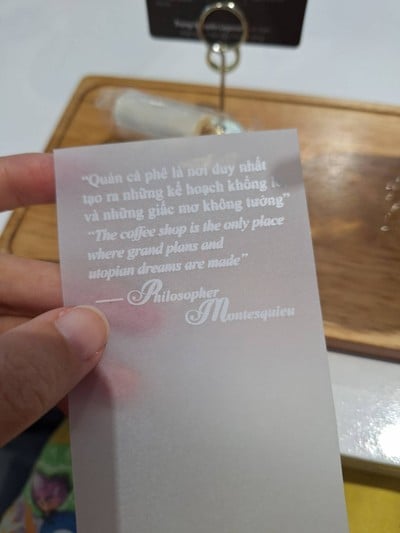 “Quán cà phê là nơi duy nhất
tạo ra những kế hoạch khổng
và những giấc mơ không tưởng”
“The coffee shop is the only place
where grand plans and
utopian dreams are made”
— Philosopher
Montesquieu